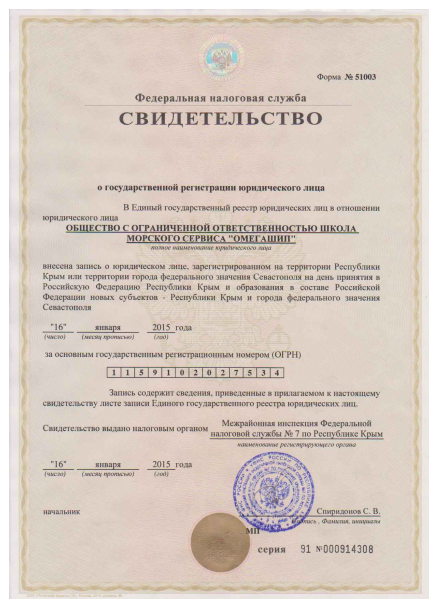 Форма № 51003
Федеральная налоговая служба
СВИДЕТЕЛЬСТВО
о государственной регистрации юридического лица
В Единый государственный реестр юридических лиц в отношении
юридического лица
ОБЩЕСТВО С ОГРАНИЧЕННОЙ ОТВЕТСТВЕННОСТЬЮ ШКОЛА
МОРСКОГО СЕРВИСА "ОМЕГАШИП"
полное наименование юридического лица
внесена запись о юридическом лице, зарегистрированном на территории Республики
Крым или территории города федерального значения Севастополя на день принятия в
Российскую Федерацию Республики Крым и образования в составе Российской
Федерации новых субъектов - Республики Крым и города федерального значения
Севастополя
"16" января 2015 года
(число) (месяц прописью) (год)
за основным государственным регистрационным номером (ОГРН)
1 1 5 9 1 0 2 0 2 7 5 3 4
Запись содержит сведения, приведенные в прилагаемом к настоящему
свидетельству листе записи Единого государственного реестра юридических лиц.
Свидетельство выдано налоговым органом Межрайонная инспекция Федеральной
налоговой службы № 7 по Республике Крым
наименование регистрирующего органа
"16" января 2015 года
(число) (месяц прописью) (год)
начальник Спиридонов С. В.
Фамилия, инициалы
МП
серия 91 №000914308